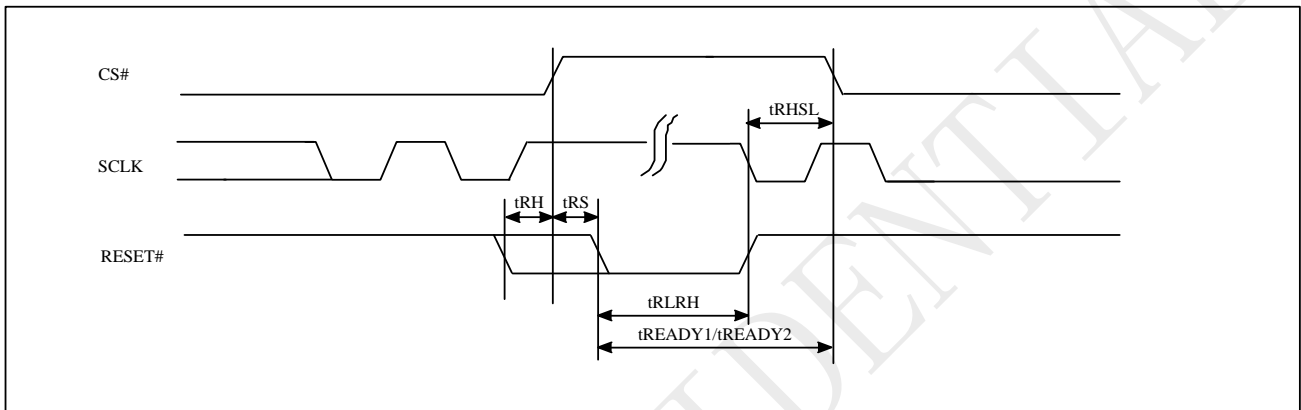 CS#
tRHSL
SCLK
tRH
tRS
RESET#
tRLRH
tREADY1/tREADY2